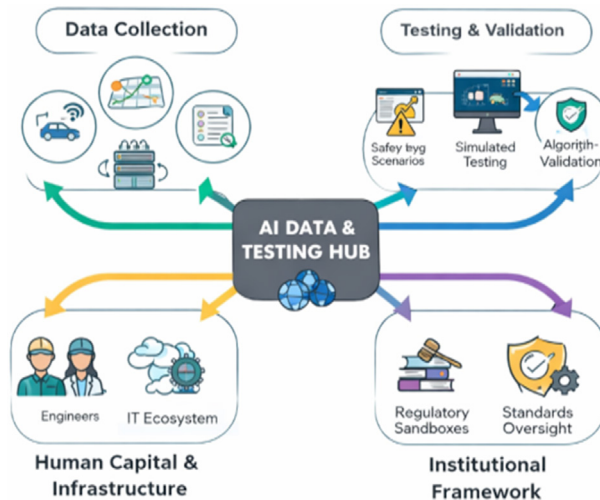 Data Collection
Testing & Validation
Safey
Scenarios
Simulated
Testing
Algorith-
Validation
AI DATA &
TESTING HUB
Engineers
IT Ecosystem
Regulatory
Sandboxes
Standards
Oversight
Human Capital &
Infrastructure
Institutional
Framework